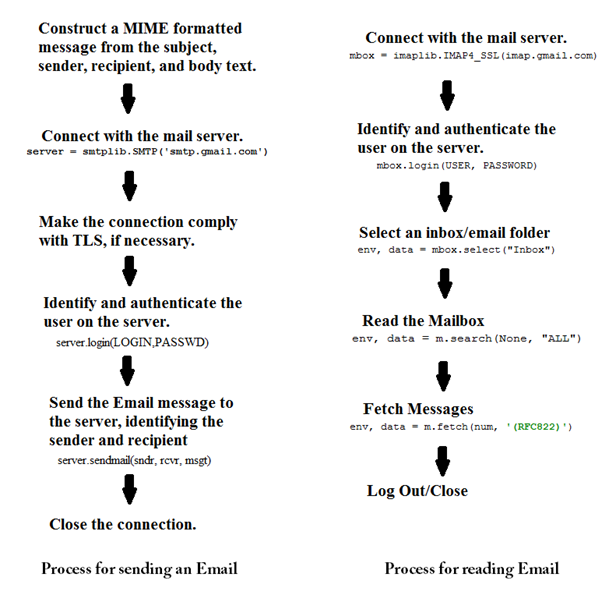 Construct a MIME formatted
message from the subject,
sender, recipient, and body text.
Connect with the mail server.
server = smtplib.SMTP('smtp.gmail.com')
Make the connection comply
with TLS, if necessary.
Identify and authenticate the
user on the server.
server.login(LOGIN,PASSWD)
Send the Email message to
the server, identifying the
sender and recipient
server.sendmail(sndr, rcvr, msgt)
Close the connection.
Process for sending an Email
Connect with the mail server.
mbox = imaplib.IMAP4_SSL(imap.gmail.com)
Identify and authenticate the
user on the server.
mbox.login(USER, PASSWORD)
Select an inbox/email folder
env, data = mbox.select("Inbox")
Read the Mailbox
env, data = m.search(None, "ALL")
Fetch Messages
env, data = m.fetch(num, '(RFC822)')
Log Out/Close
Process for reading Email